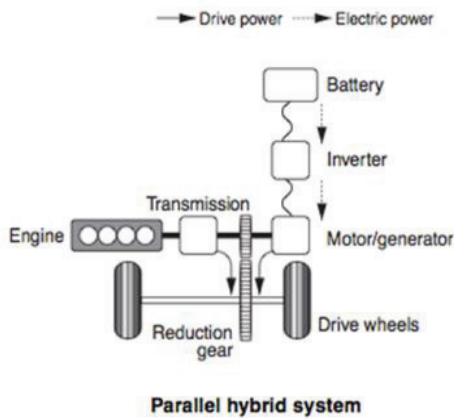 Drive power
Electric power
Battery
Inverter
Transmission
Engine
Motor/generator
Reduction
gear
Drive wheels
Parallel hybrid system